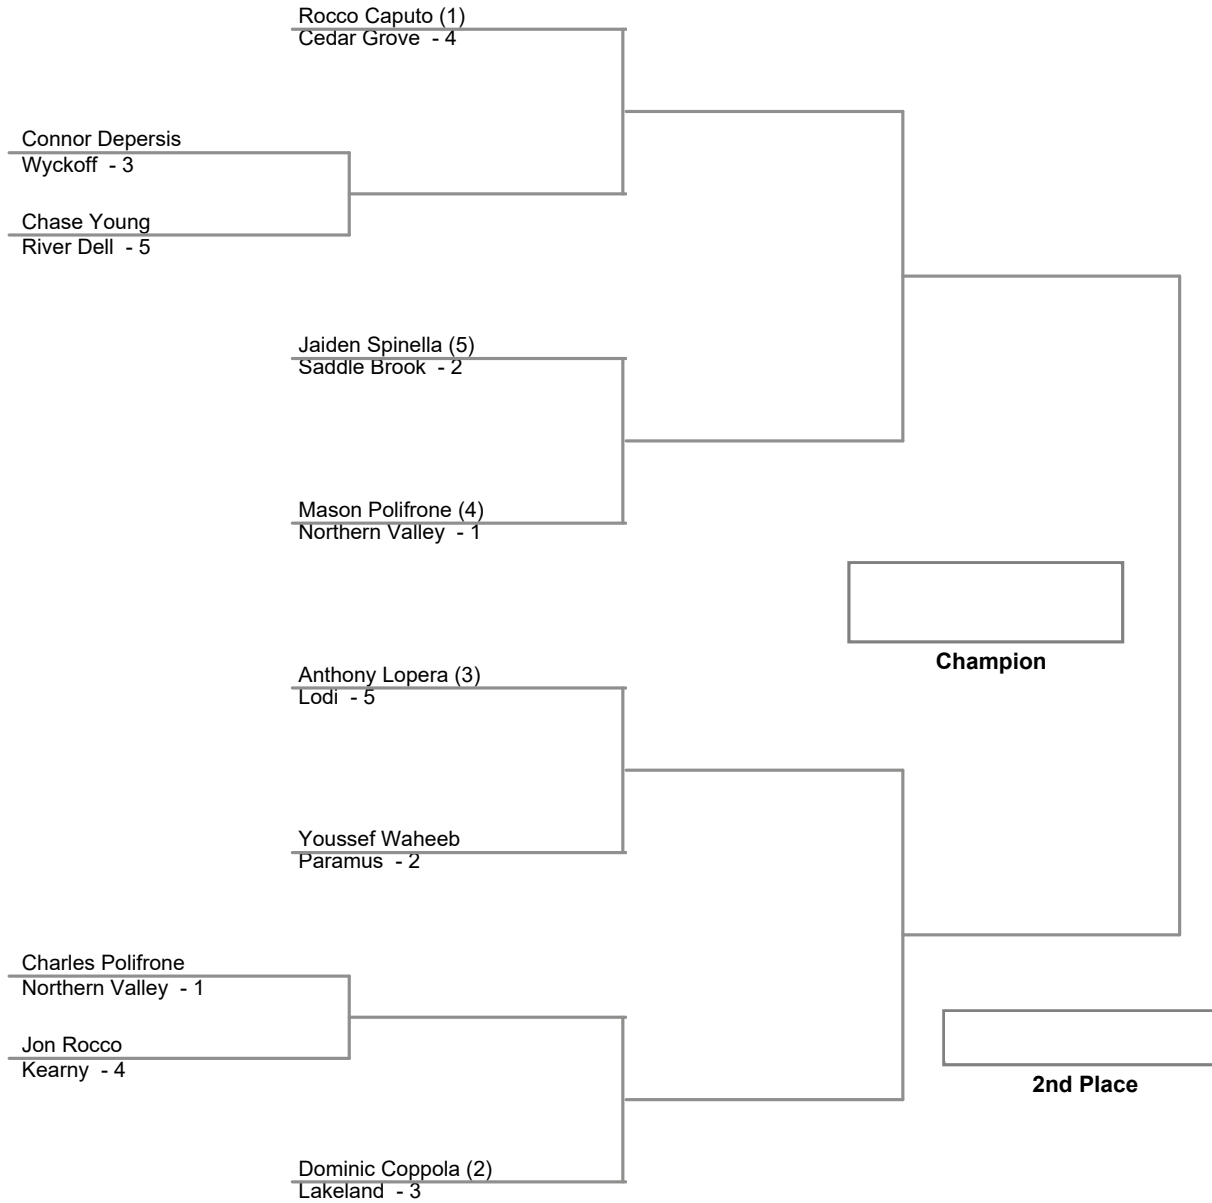 Rocco Caputo (1)
Cedar Grove - 4
Connor Depersis
Wyckoff - 3
Chase Young
River Dell - 5
Jaiden Spinella (5)
Saddle Brook - 2
Mason Polifrone (4)
Northern Valley - 1
Champion
Anthony Lopera (3)
Lodi - 5
Youssef Waheeb
Paramus - 2
Charles Polifrone
Northern Valley - 1
Jon Rocco
Kearny - 4
2nd Place
Dominic Coppola (2)
Lakeland - 3